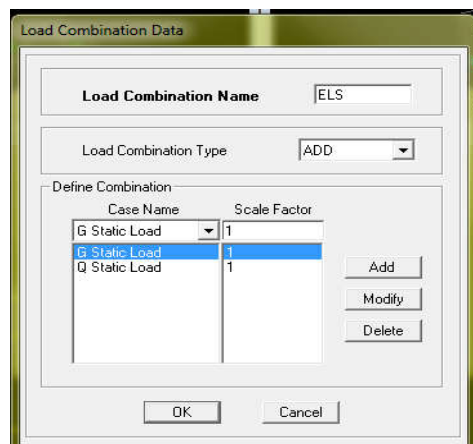 Load Combination Data
Load Combination Name ELS
Load Combination Type ADD
Define Combination
Case Name Scale Factor
G Static Load 1
G Static Load 1
Q Static Load 1
Add
Modify
Delete
OK Cancel